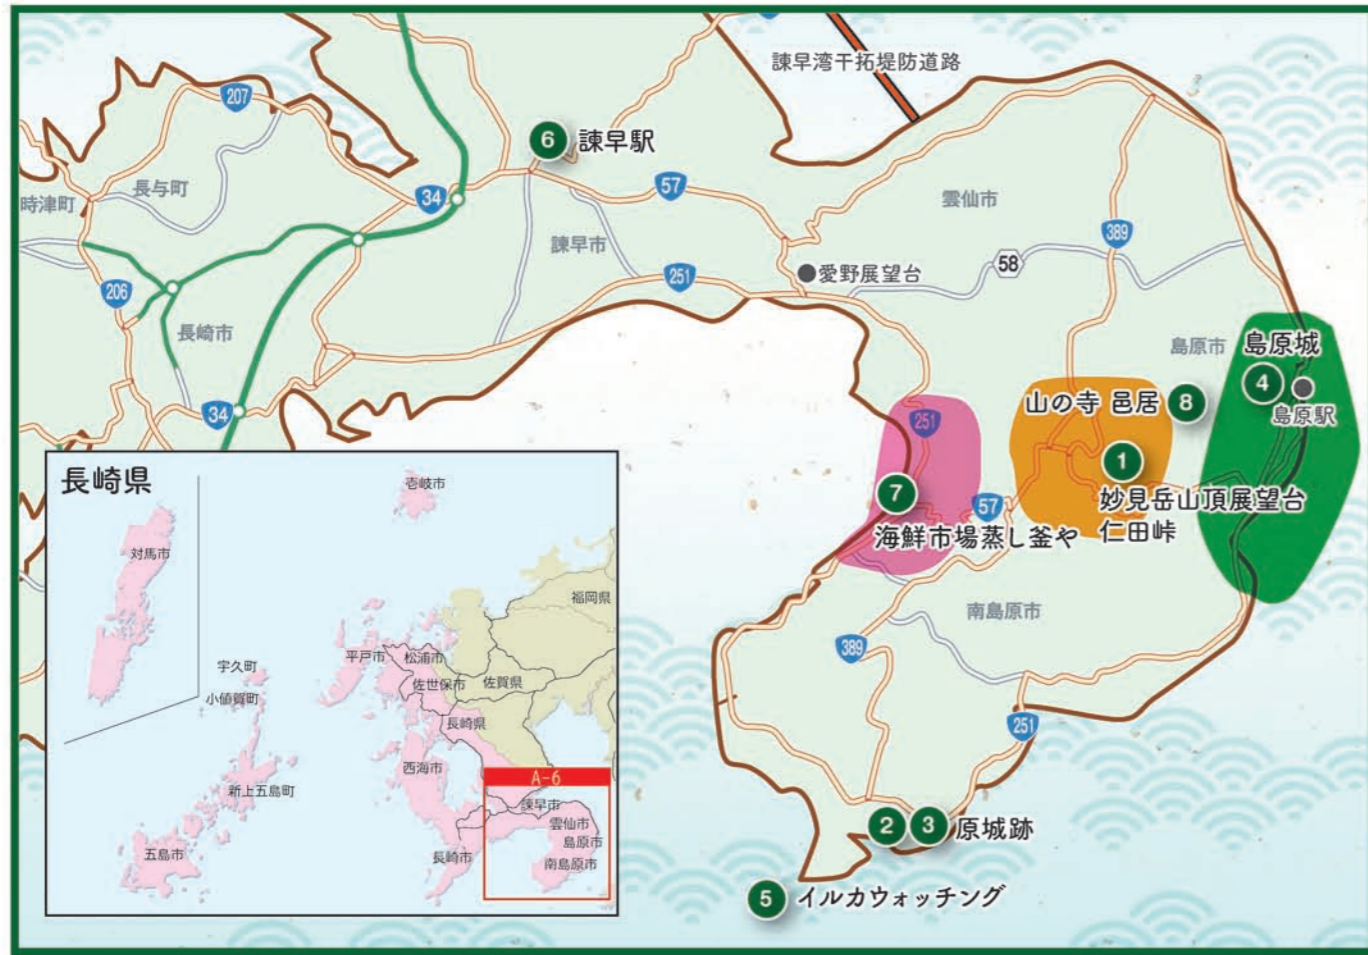 諫早湾干拓堤防道路
207
6 諫早駅
長与町
時津町
34
57
雲仙市
389
諫早市
58
251
愛野展望台
206
長崎市
島原市
島原城
4
島原駅
34
山の寺 邑居 8
251
1
7
57
妙見岳山頂展望台
仁田峠
海鮮市場蒸し釜や
南島原市
389
251
2 3 原城跡
5 イルカウォッチング
長崎県
壱岐市
対馬市
福岡県
平戸市
松浦市
宇久町
佐世保市
佐賀県
小値賀町
長崎県
西海市
A-6
新上五島町
諫早市
雲仙市
島原市
五島市
長崎市
南島原市